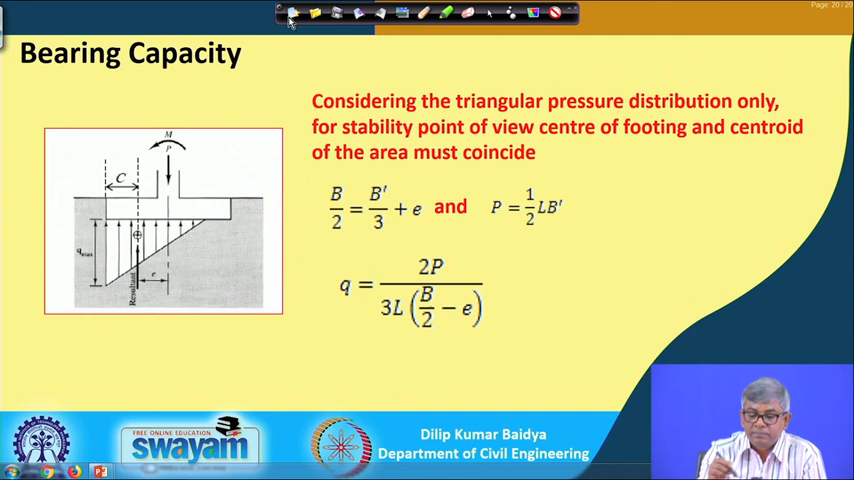 Page: 20 / 20
Bearing Capacity
Considering the triangular pressure distribution only,
for stability point of view centre of footing and centroid
of the area must coincide
M
P
C
q_max
e
Resultant
B/2 = B'/3 + e and P = 1/2 LB'
q = 2P / 3L (B/2 − e)
FREE ONLINE EDUCATION
swayam
Dilip Kumar Baidya
Department of Civil Engineering